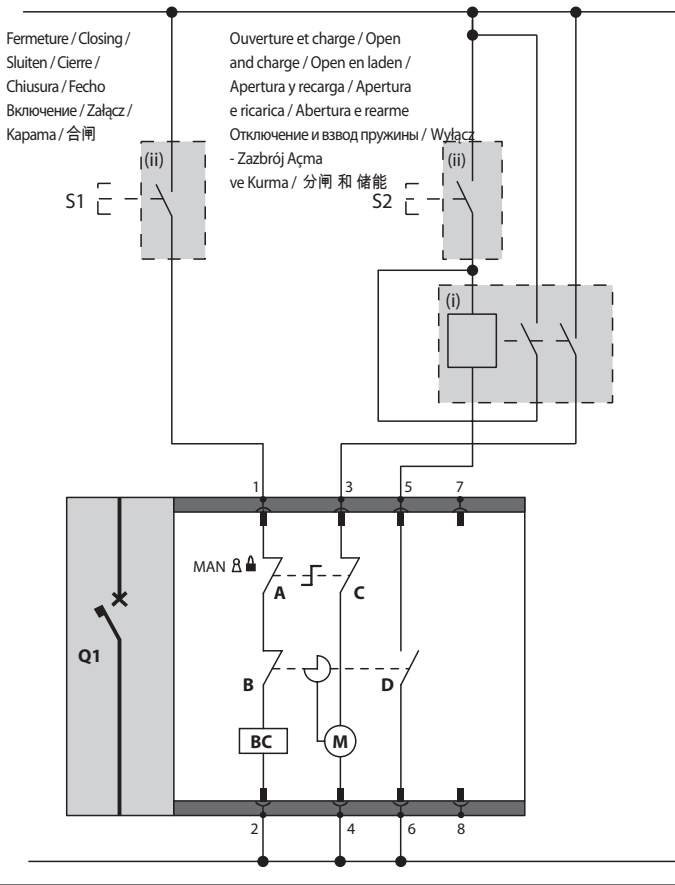 Fermeture / Closing /
Sluiten / Cierre /
Chiusura / Fecho
Включение / Załącz /
Kapama / 合闸
Ouverture et charge / Open
and charge / Open en laden /
Apertura y recarga / Apertura
e ricarica / Abertura e rearme
Отключение и взвод пружины / Wyłącz
- Zazbrój Açma
ve Kurma / 分闸 和 储能
(ii)
(ii)
S1
S2
(i)
1
3
5
7
MAN
A
C
Q1
B
D
BC
M
2
4
6
8